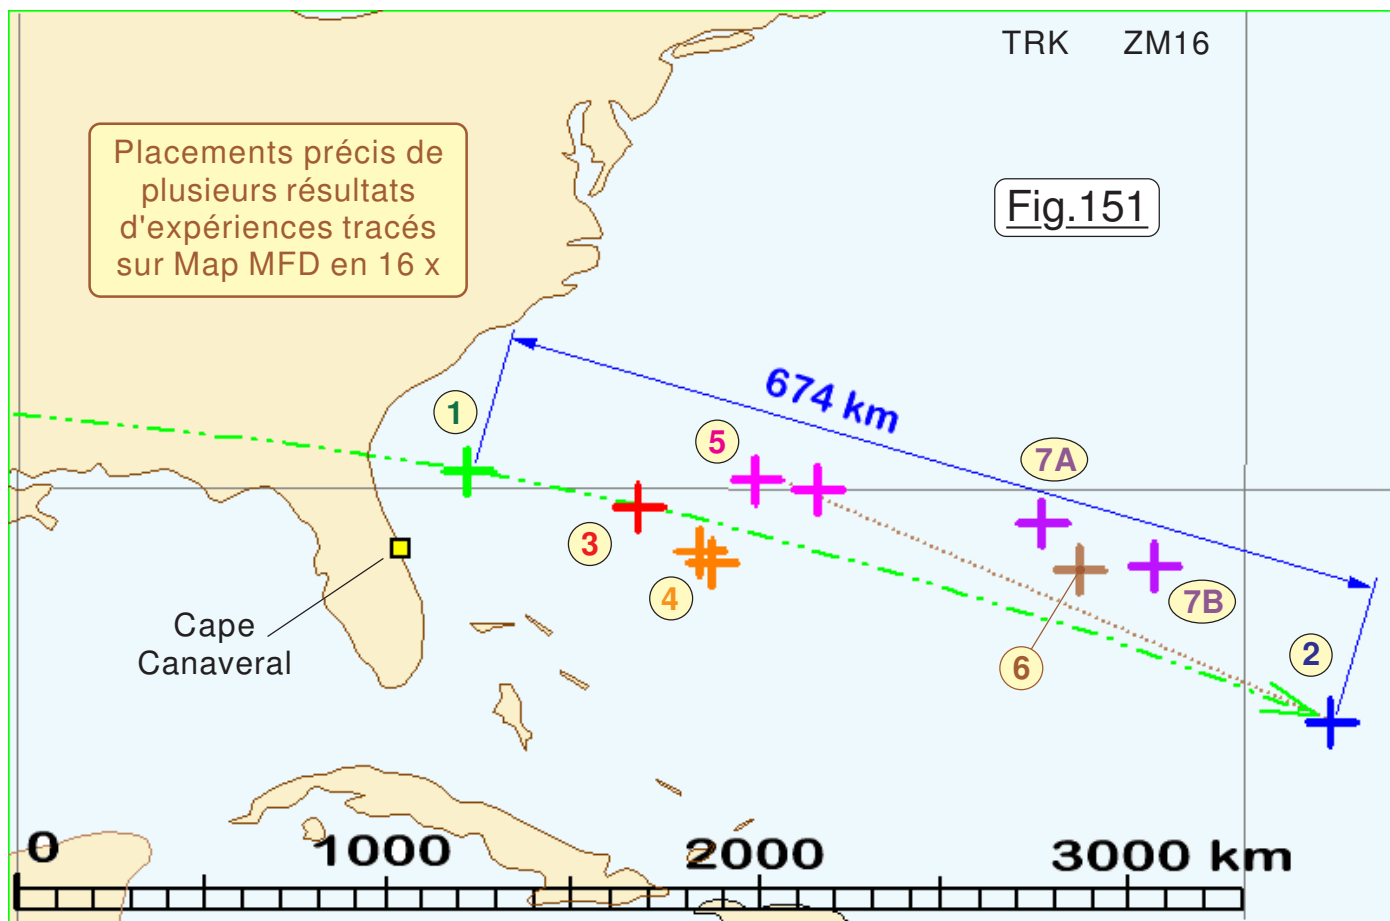 TRK ZM16
Placements précis de
plusieurs résultats
d'expériences tracés
sur Map MFD en 16 x
Fig.151
674 km
1
5
7A
3
4
7B
6
2
Cape
Canaveral
0 1000 2000 3000 km